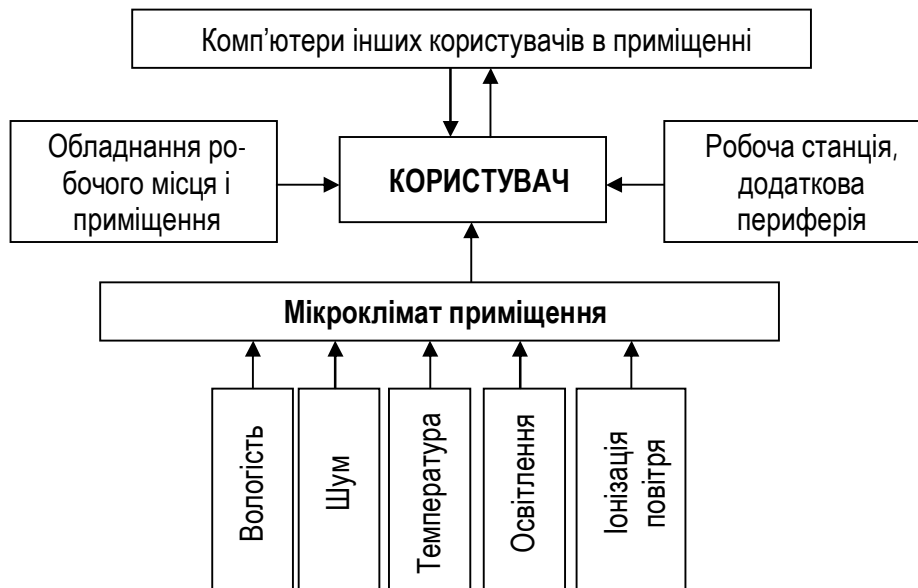 Комп’ютери інших користувачів в приміщенні
Обладнання ро-
бочого місця і
приміщення
КОРИСТУВАЧ
Робоча станція,
додаткова
периферія
Мікроклімат приміщення
Вологість
Шум
Температура
Освітлення
Іонізація
повітря